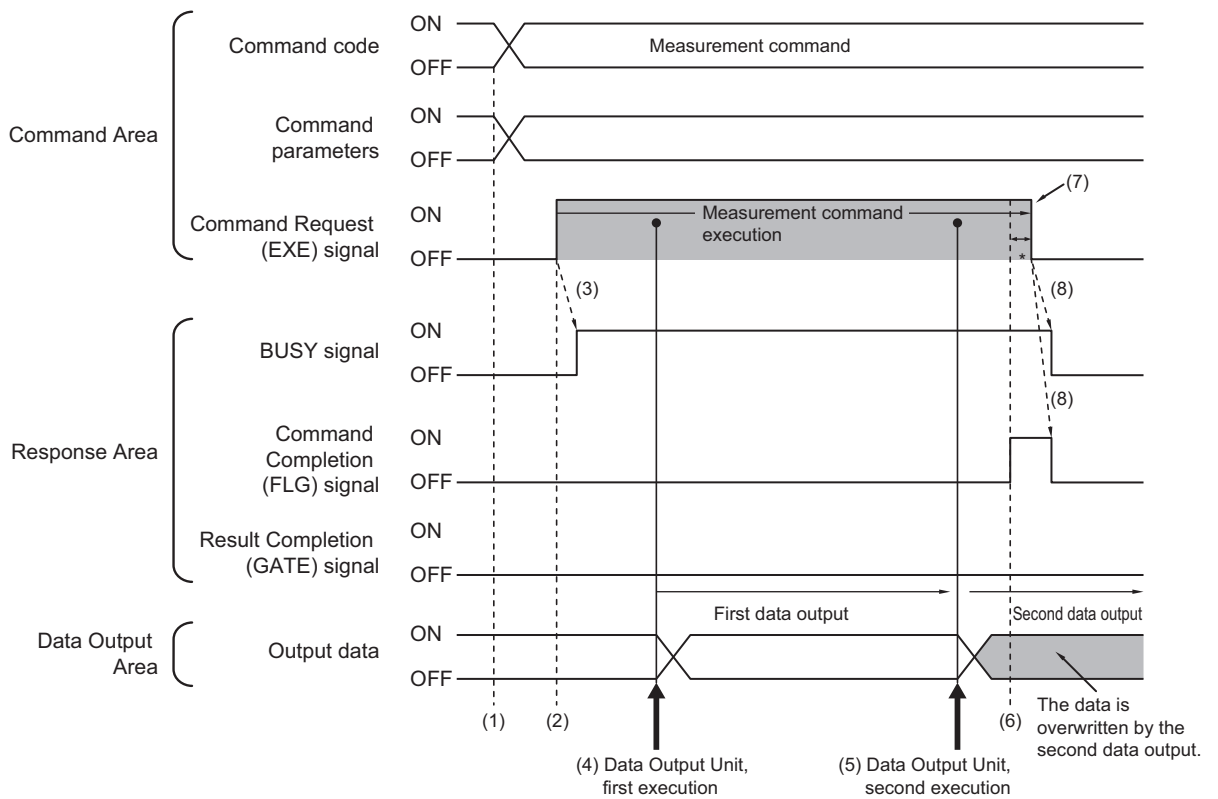 Command Area
Command code
ON
OFF
Measurement command
Command
parameters
ON
OFF
Command Request
(EXE) signal
ON
OFF
Measurement command
execution
(7)
*
(3)
(8)
Response Area
BUSY signal
ON
OFF
(8)
Command
Completion
(FLG) signal
ON
OFF
Result Completion
(GATE) signal
ON
OFF
First data output
Second data output
Data Output
Area
Output data
ON
OFF
(1)
(2)
(6)
The data is
overwritten by the
second data output.
(4) Data Output Unit,
first execution
(5) Data Output Unit,
second execution